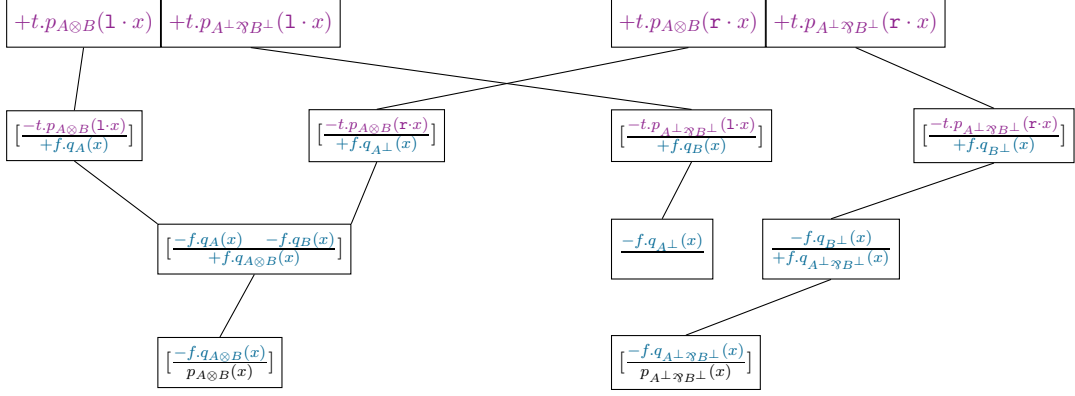 +t.p_{A⊗B}(l · x) +t.p_{A⊥⅋B⊥}(l · x) +t.p_{A⊗B}(r · x) +t.p_{A⊥⅋B⊥}(r · x)
[−t.p_{A⊗B}(l·x) [−t.p_{A⊗B}(r·x) [−t.p_{A⊥⅋B⊥}(l·x) [−t.p_{A⊥⅋B⊥}(r·x)
+f.q_A(x)] +f.q_{A⊥}(x)] +f.q_B(x)] +f.q_{B⊥}(x)]
[−f.q_A(x) −f.q_B(x) −f.q_{A⊥}(x) −f.q_{B⊥}(x)
+f.q_{A⊗B}(x)] +f.q_{A⊥⅋B⊥}(x)
[−f.q_{A⊗B}(x) [−f.q_{A⊥⅋B⊥}(x)
p_{A⊗B}(x)] p_{A⊥⅋B⊥}(x)]